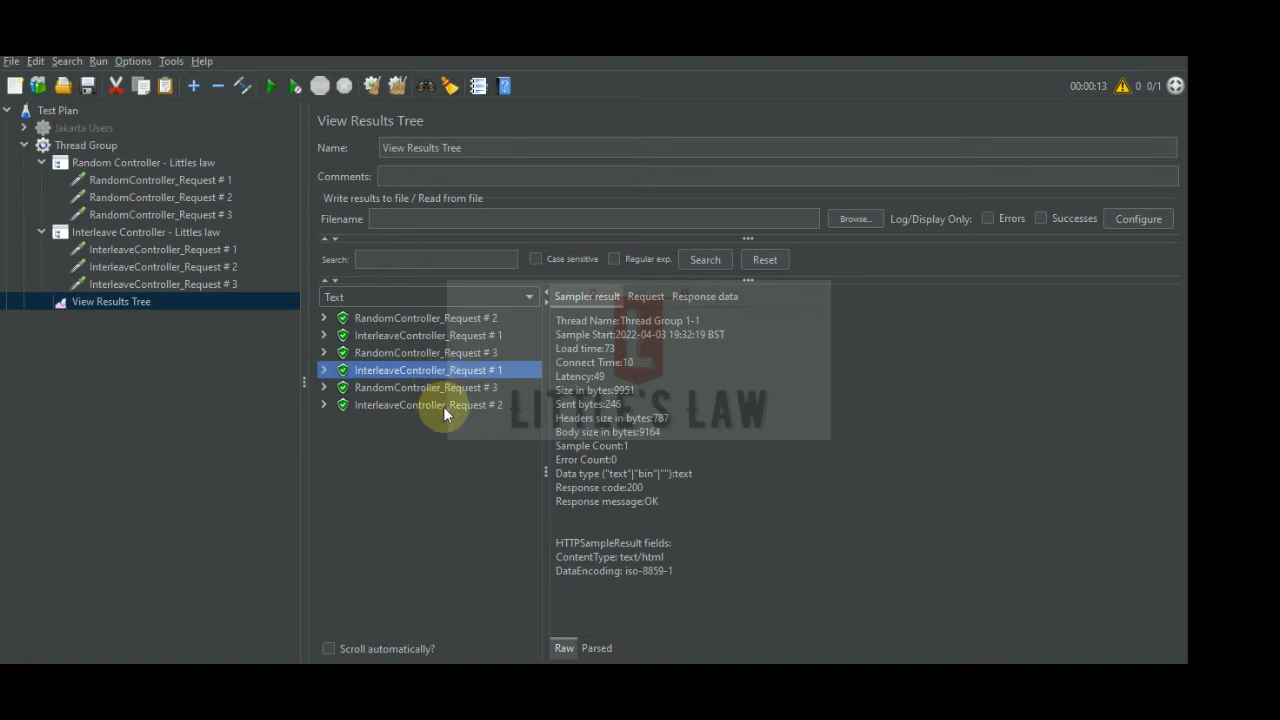 File Edit Search Run Options Tools Help
00:00:13 0 0/1
Test Plan
Jakarta Users
Thread Group
Random Controller - Littles law
RandomController_Request # 1
RandomController_Request # 2
RandomController_Request # 3
Interleave Controller - Littles law
InterleaveController_Request # 1
InterleaveController_Request # 2
InterleaveController_Request # 3
View Results Tree
View Results Tree
Name: View Results Tree
Comments:
Write results to file / Read from file
Filename Browse... Log/Display Only: Errors Successes Configure
Search: Case sensitive Regular exp. Search Reset
Text
RandomController_Request # 2
InterleaveController_Request # 1
RandomController_Request # 3
InterleaveController_Request # 1
RandomController_Request # 3
InterleaveController_Request # 2
Scroll automatically?
Sampler result Request Response data
Thread Name:Thread Group 1-1
Sample Start:2022-04-03 19:32:19 BST
Load time:73
Connect Time:10
Latency:49
Size in bytes:9951
Sent bytes:246
Headers size in bytes:787
Body size in bytes:9164
Sample Count:1
Error Count:0
Data type ("text"|"bin"|""):text
Response code:200
Response message:OK
HTTPSampleResult fields:
ContentType: text/html
DataEncoding: iso-8859-1
Raw Parsed
LITTLE'S LAW